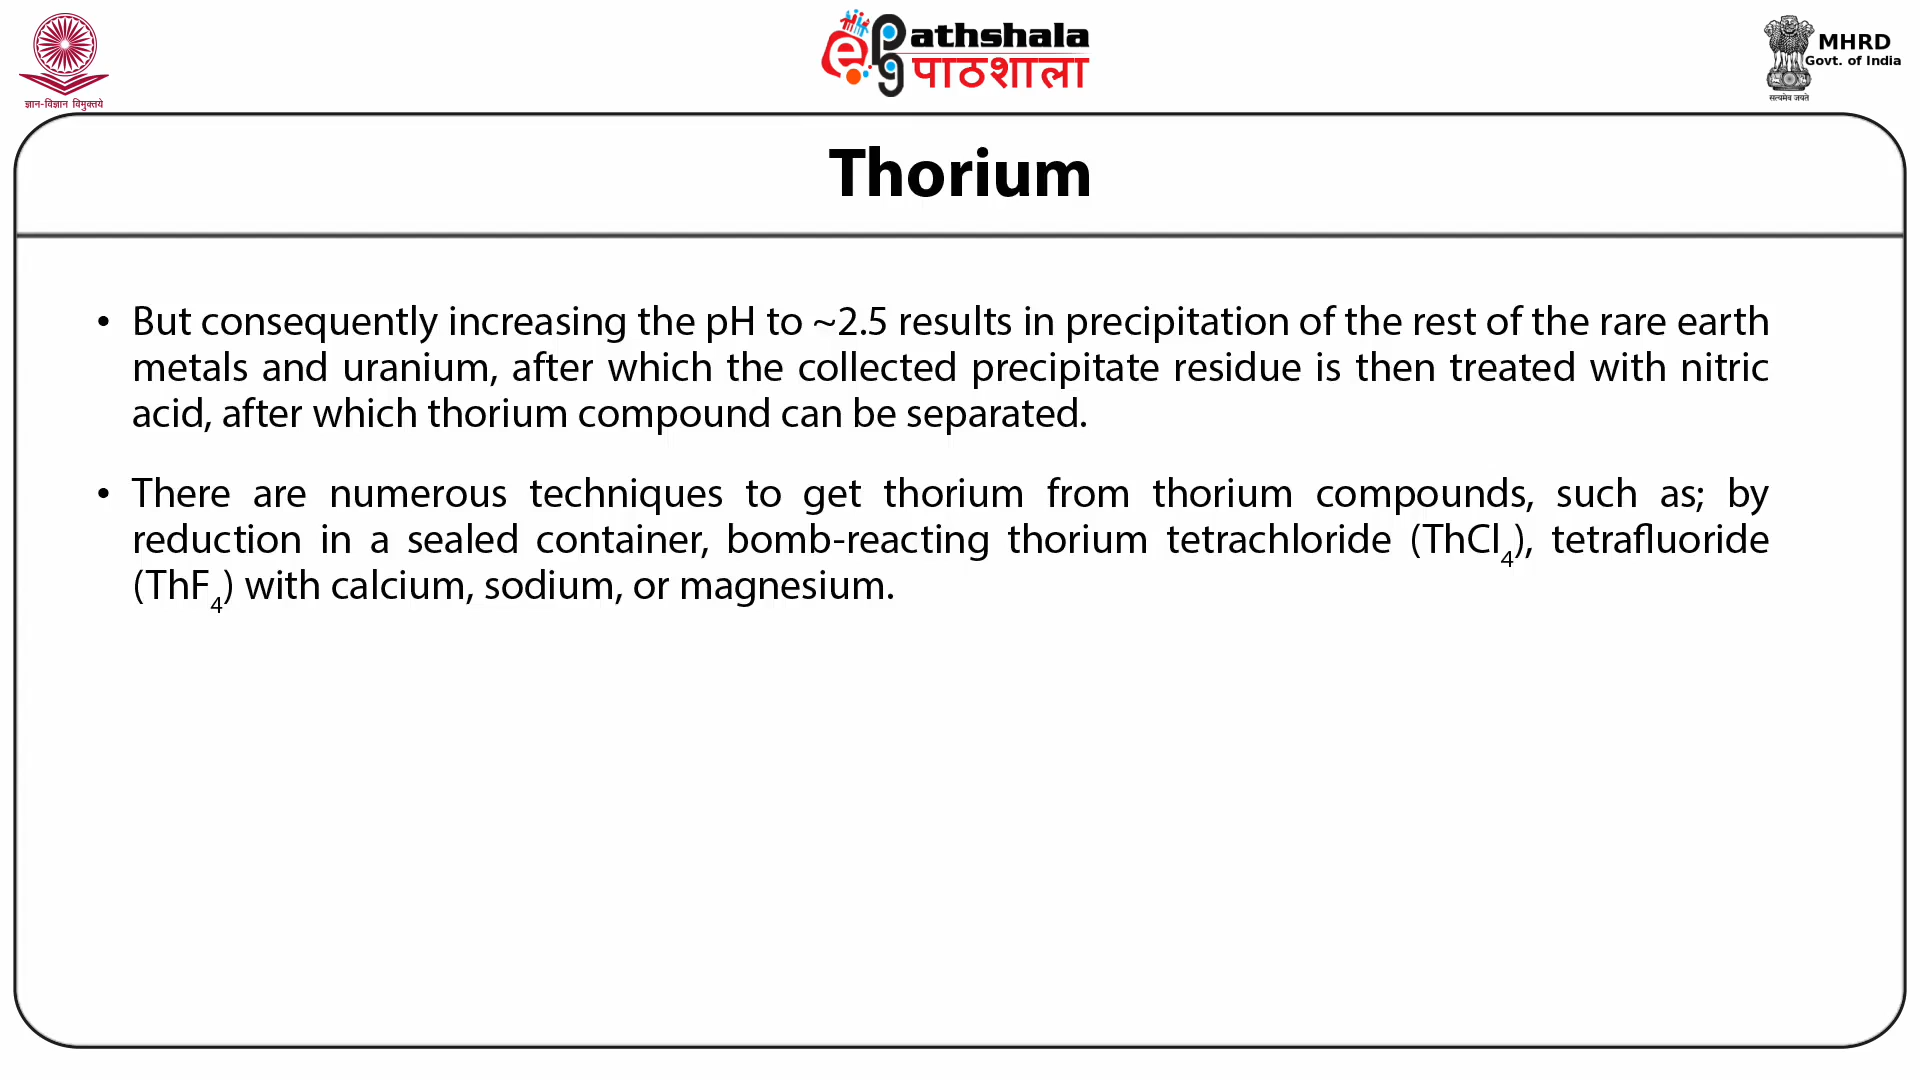 ज्ञान-विज्ञान विमुक्तये
ePathshala
पाठशाला
MHRD
Govt. of India
सत्यमेव जयते
Thorium
• But consequently increasing the pH to ~2.5 results in precipitation of the rest of the rare earth
metals and uranium, after which the collected precipitate residue is then treated with nitric
acid, after which thorium compound can be separated.
• There are numerous techniques to get thorium from thorium compounds, such as; by
reduction in a sealed container, bomb-reacting thorium tetrachloride (ThCl₄), tetrafluoride
(ThF₄) with calcium, sodium, or magnesium.